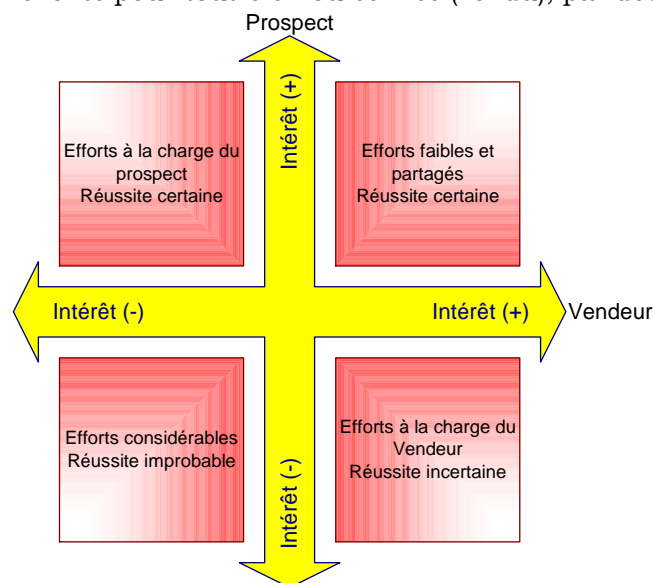 Prospect
Intérêt (+)
Efforts à la charge du
prospect
Réussite certaine
Efforts faibles et
partagés
Réussite certaine
Intérêt (-)
Intérêt (+)
Vendeur
Efforts considérables
Réussite improbable
Efforts à la charge du
Vendeur
Réussite incertaine
Intérêt (-)